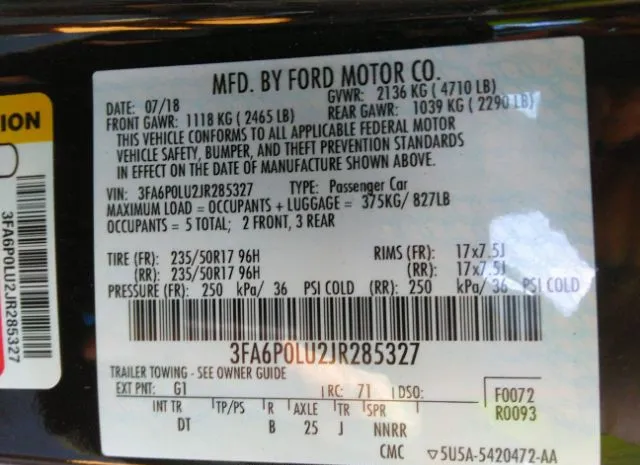 MFD. BY FORD MOTOR CO.
DATE: 07/18 GVWR: 2136 KG ( 4710 LB)
FRONT GAWR: 1118 KG ( 2465 LB) REAR GAWR: 1039 KG ( 2290 LB)
THIS VEHICLE CONFORMS TO ALL APPLICABLE FEDERAL MOTOR
VEHICLE SAFETY, BUMPER, AND THEFT PREVENTION STANDARDS
IN EFFECT ON THE DATE OF MANUFACTURE SHOWN ABOVE.
VIN: 3FA6P0LU2JR285327 TYPE: Passenger Car
MAXIMUM LOAD = OCCUPANTS + LUGGAGE = 375KG/ 827LB
OCCUPANTS = 5 TOTAL; 2 FRONT, 3 REAR
TIRE (FR): 235/50R17 96H RIMS (FR): 17x7.5J
(RR): 235/50R17 96H (RR): 17x7.5J
PRESSURE (FR): 250 kPa/ 36 PSI COLD (RR): 250 kPa/ 36 PSI COLD
3FA6P0LU2JR285327
TRAILER TOWING - SEE OWNER GUIDE
EXT PNT: G1 RC: 71 DSO: F0072
R0093
INT TR TP/PS R AXLE TR SPR
DT B 25 J NNRR
CMC ▽5U5A-5420472-AA
ION
3FA6P0LU2JR285327